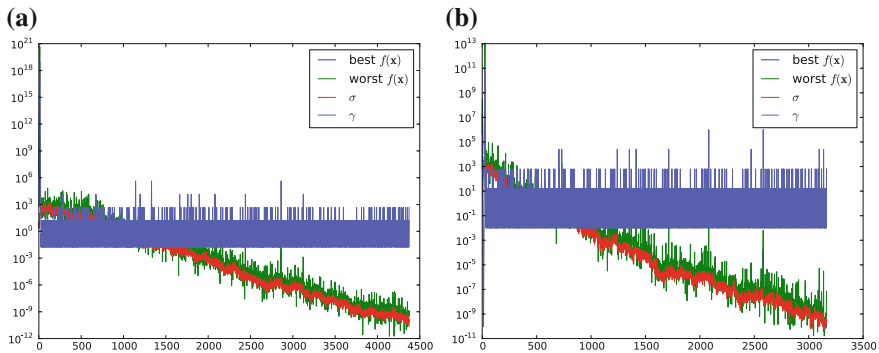 (a)
10^21
10^18
10^15
10^12
10^9
10^6
10^3
10^0
10^-3
10^-6
10^-9
10^-12
0 500 1000 1500 2000 2500 3000 3500 4000 4500
best f(x)
worst f(x)
σ
γ
(b)
10^13
10^11
10^9
10^7
10^5
10^3
10^1
10^-1
10^-3
10^-5
10^-7
10^-9
10^-11
0 500 1000 1500 2000 2500 3000 3500
best f(x)
worst f(x)
σ
γ